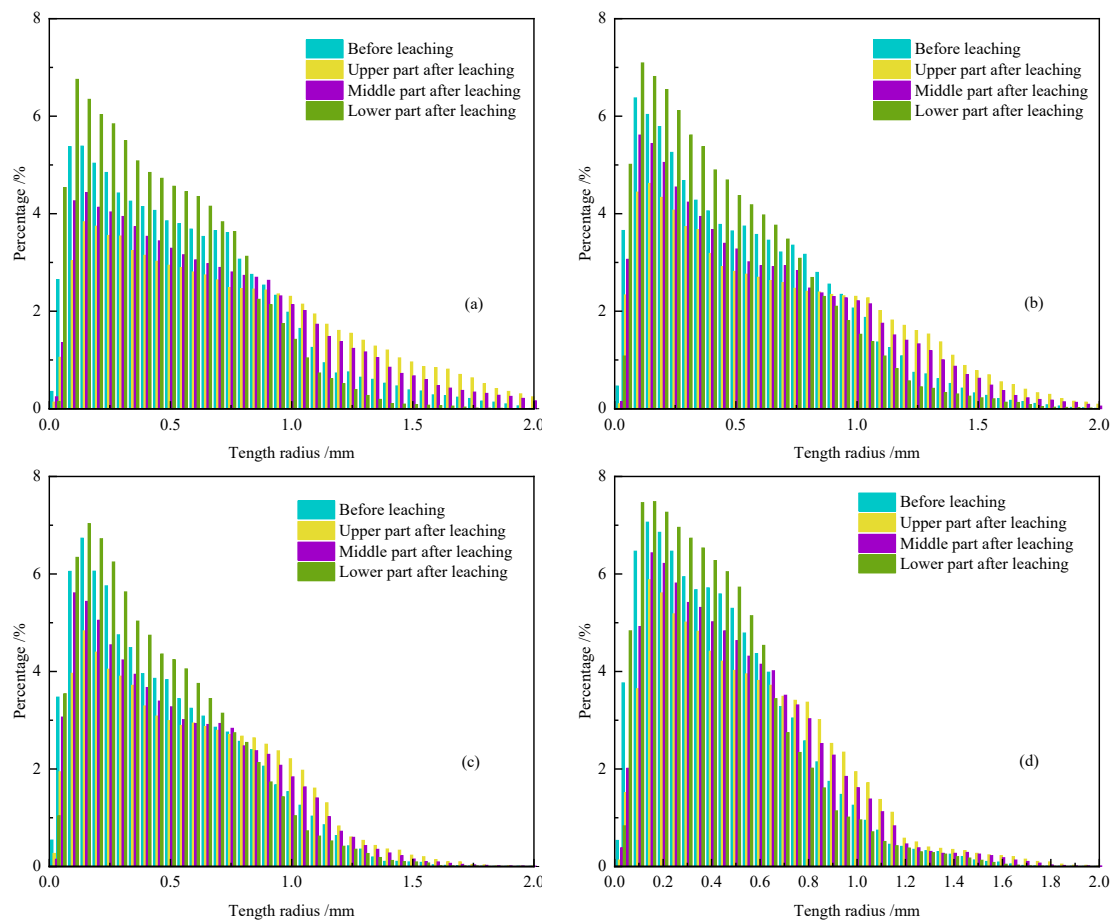 8
6
4
2
0
Percentage /%
Before leaching
Upper part after leaching
Middle part after leaching
Lower part after leaching
(a)
0.0 0.5 1.0 1.5 2.0
Tength radius /mm
8
6
4
2
0
Percentage /%
Before leaching
Upper part after leaching
Middle part after leaching
Lower part after leaching
(b)
0.0 0.5 1.0 1.5 2.0
Tength radius /mm
8
6
4
2
0
Percentage /%
Before leaching
Upper part after leaching
Middle part after leaching
Lower part after leaching
(c)
0.0 0.5 1.0 1.5 2.0
Tength radius /mm
8
6
4
2
0
Percentage /%
Before leaching
Upper part after leaching
Middle part after leaching
Lower part after leaching
(d)
0.0 0.2 0.4 0.6 0.8 1.0 1.2 1.4 1.6 1.8 2.0
Tength radius /mm